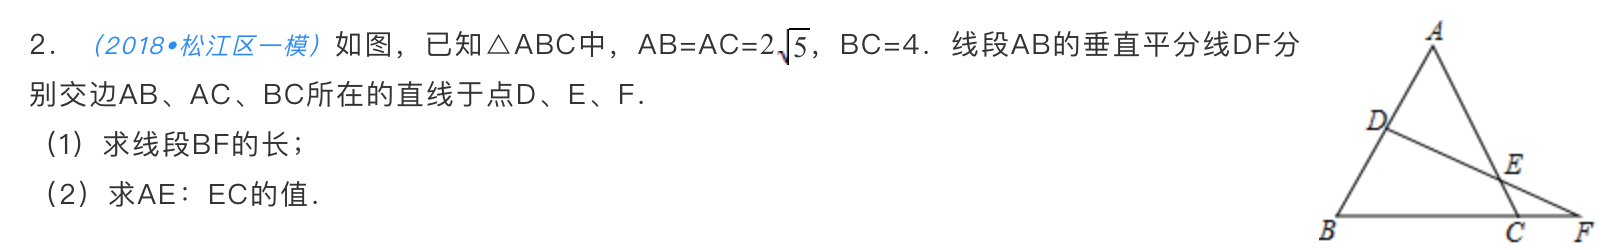 2. （2018•松江区一模）如图，已知△ABC中，AB=AC=2√5，BC=4．线段AB的垂直平分线DF分
别交边AB、AC、BC所在的直线于点D、E、F．
（1）求线段BF的长；
（2）求AE：EC的值．
A
D
E
B
C
F